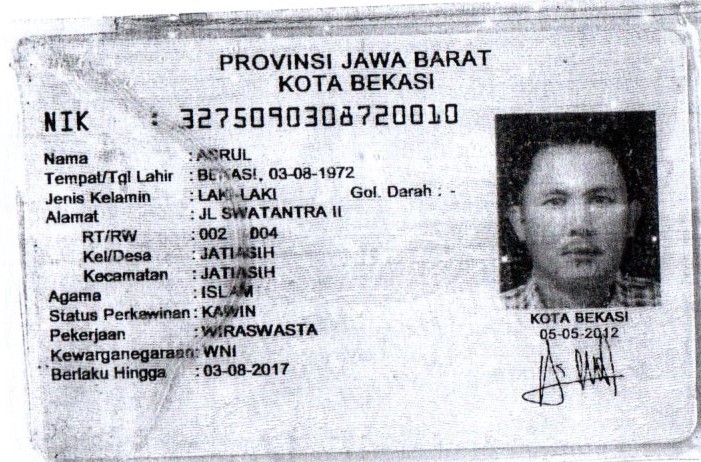 PROVINSI JAWA BARAT
KOTA BEKASI
NIK : 3275090308720010
Nama : ASRUL
Tempat/Tgl Lahir : BEKASI, 03-08-1972
Jenis Kelamin : LAKI-LAKI Gol. Darah : -
Alamat : JL SWATANTRA II
RT/RW : 002 004
Kel/Desa : JATIASIH
Kecamatan : JATIASIH
Agama : ISLAM
Status Perkawinan : KAWIN
Pekerjaan : WIRASWASTA
Kewarganegaraan: WNI
Berlaku Hingga : 03-08-2017
KOTA BEKASI
05-05-2012